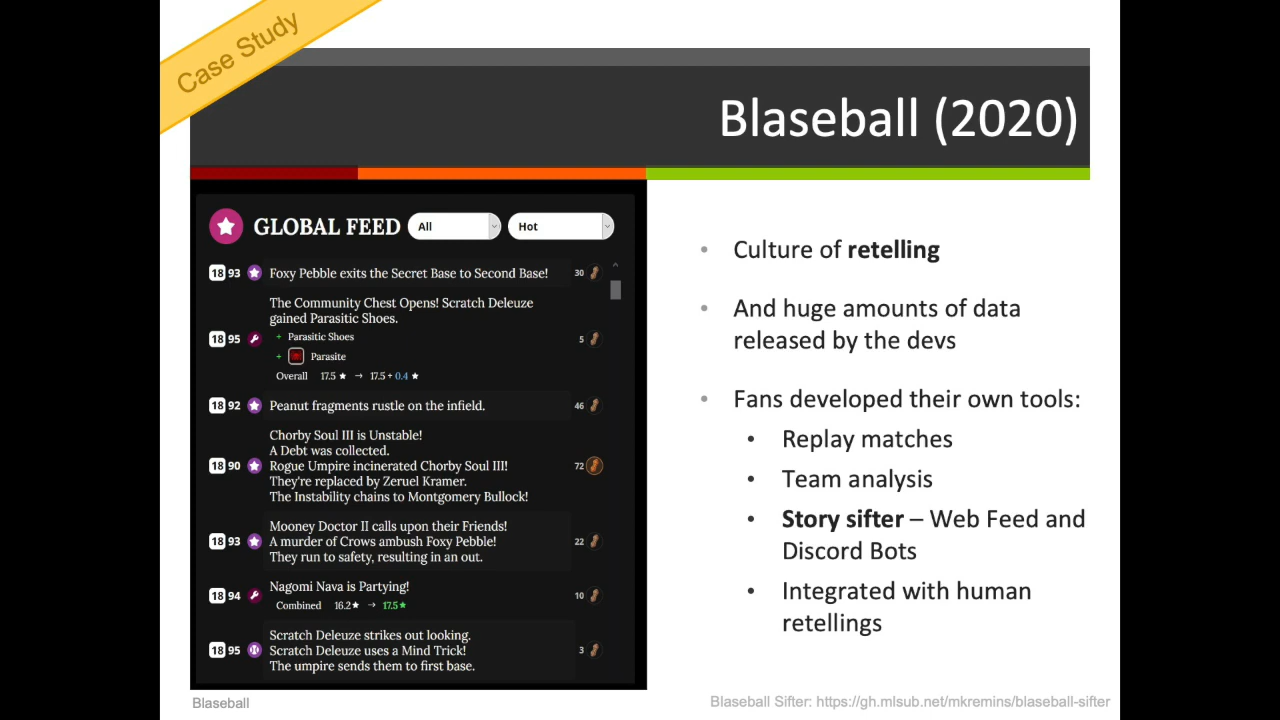 Case Study
Blaseball (2020)
GLOBAL FEED All Hot
18 93 Foxy Pebble exits the Secret Base to Second Base! 30
The Community Chest Opens! Scratch Deleuze
gained Parasitic Shoes.
18 95 + Parasitic Shoes 5
+ Parasite
Overall 17.5 ★ → 17.5 + 0.4 ★
18 92 Peanut fragments rustle on the infield. 46
Chorby Soul III is Unstable!
A Debt was collected.
18 90 Rogue Umpire incinerated Chorby Soul III! 72
They're replaced by Zeruel Kramer.
The Instability chains to Montgomery Bullock!
Mooney Doctor II calls upon their Friends!
18 93 A murder of Crows ambush Foxy Pebble! 22
They run to safety, resulting in an out.
18 94 Nagomi Nava is Partying! 10
Combined 16.2 ★ → 17.5 ★
Scratch Deleuze strikes out looking.
18 95 Scratch Deleuze uses a Mind Trick! 3
The umpire sends them to first base.
• Culture of retelling
• And huge amounts of data
released by the devs
• Fans developed their own tools:
• Replay matches
• Team analysis
• Story sifter – Web Feed and
Discord Bots
• Integrated with human
retellings
Blaseball
Blaseball Sifter: https://gh.mlsub.net/mkremins/blaseball-sifter